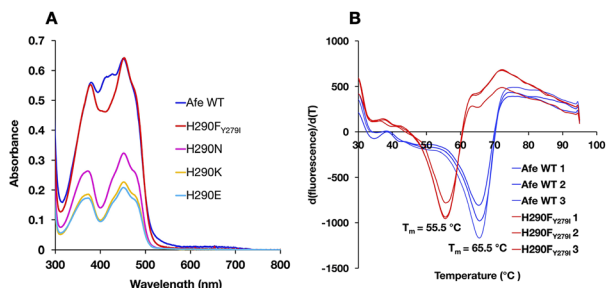 A
0.7
0.6
0.5
0.4
0.3
0.2
0.1
0
300 400 500 600 700 800
Absorbance
Wavelength (nm)
Afe WT
H290F Y279I
H290N
H290K
H290E
B
1000
500
0
-500
-1000
-1500
30 40 50 60 70 80 90 100
d(fluorescence)/d(T)
Temperature (°C )
Tm = 55.5 °C
Tm = 65.5 °C
Afe WT 1
Afe WT 2
Afe WT 3
H290FY279I 1
H290FY279I 2
H290FY279I 3